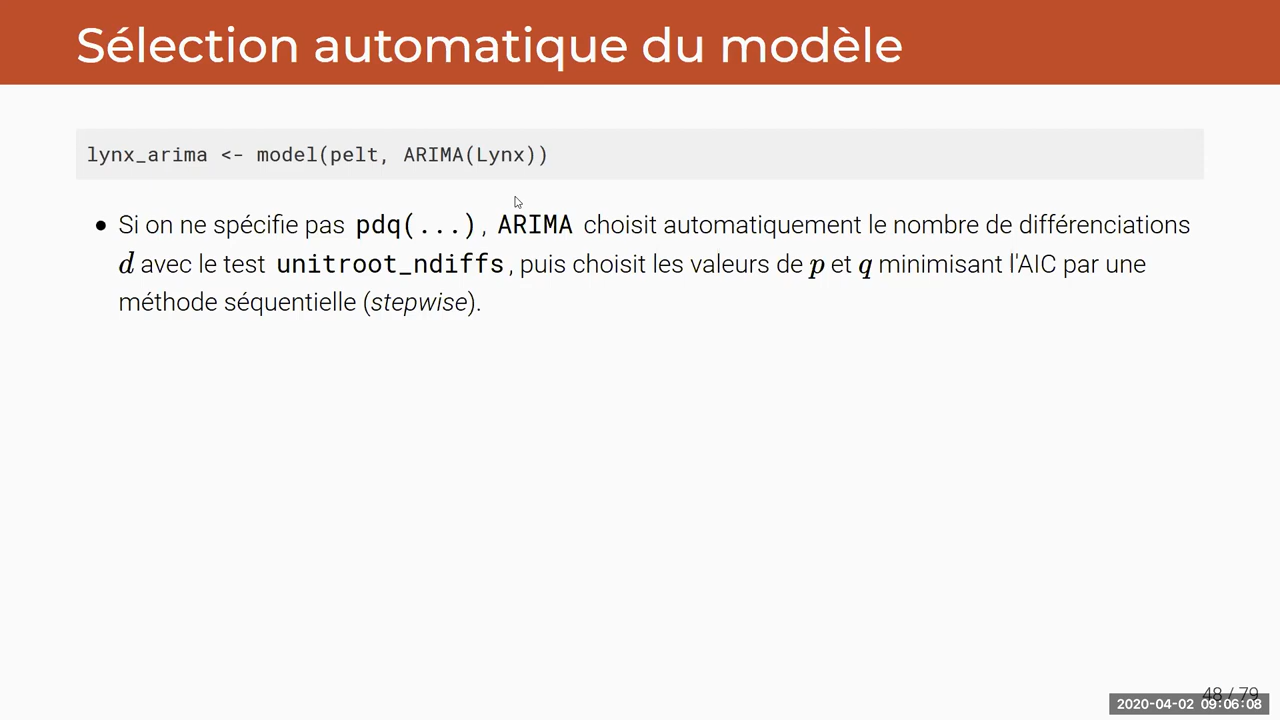 Sélection automatique du modèle
lynx_arima <- model(pelt, ARIMA(Lynx))
• Si on ne spécifie pas pdq(...), ARIMA choisit automatiquement le nombre de différenciations
d avec le test unitroot_ndiffs, puis choisit les valeurs de p et q minimisant l'AIC par une
méthode séquentielle (stepwise).
48 / 79
2020-04-02 09:06:08